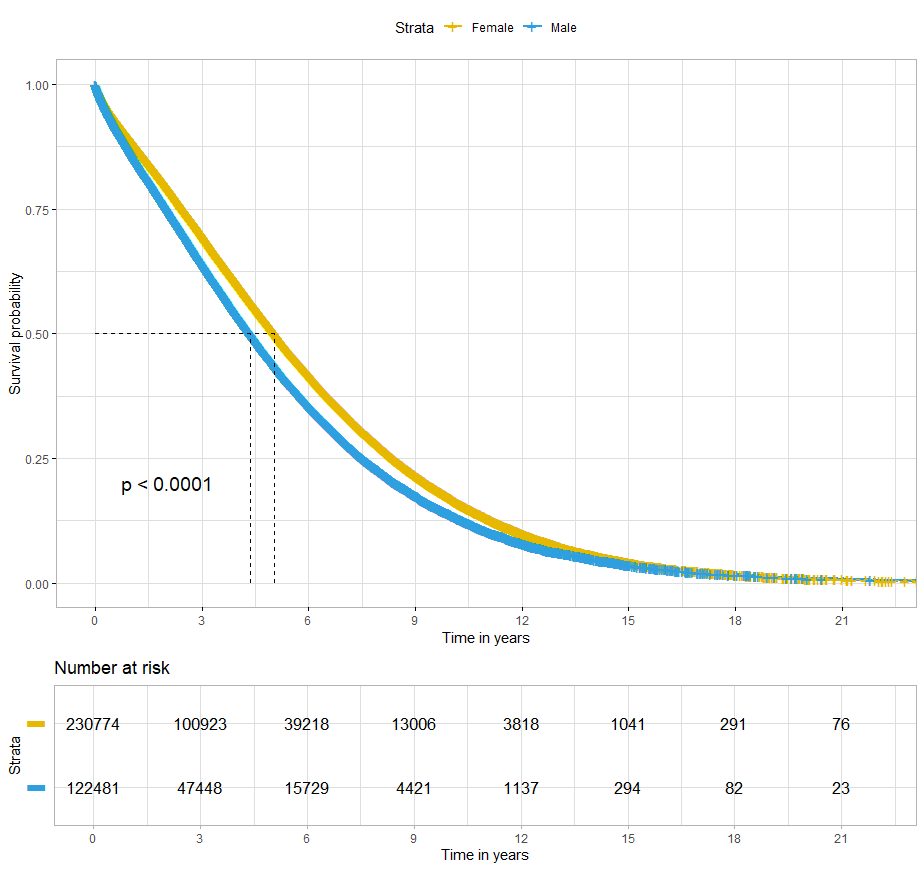 Strata Female Male
Survival probability
1.00
0.75
0.50
0.25
0.00
p < 0.0001
0 3 6 9 12 15 18 21
Time in years
Number at risk
Strata
230774 100923 39218 13006 3818 1041 291 76
122481 47448 15729 4421 1137 294 82 23
0 3 6 9 12 15 18 21
Time in years